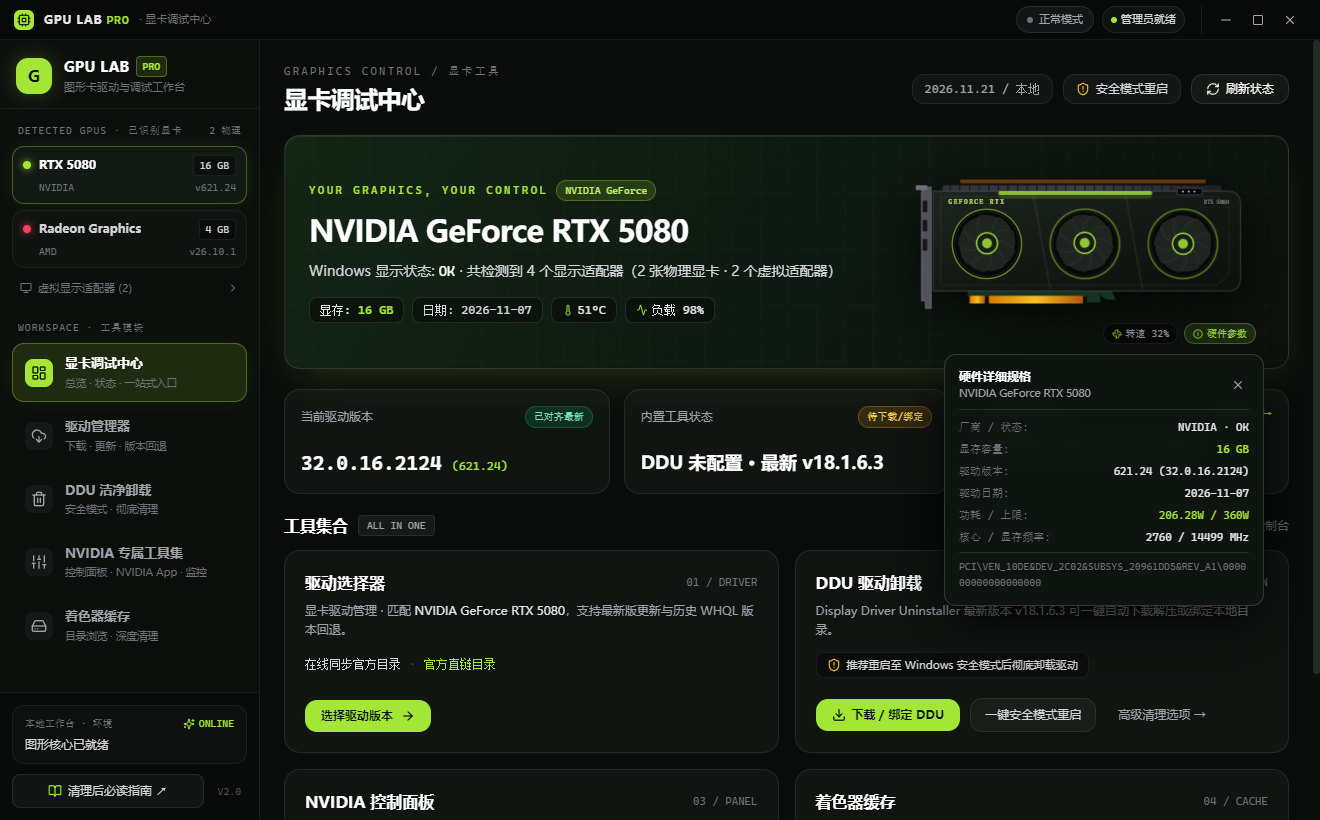 GPU LAB PRO · 显卡调试中心
正常模式
管理员就绪
G
GPU LAB PRO
图形卡驱动与调试工作台
DETECTED GPUS · 已识别显卡 2 物理
RTX 5080 16 GB
NVIDIA v621.24
Radeon Graphics 4 GB
AMD v26.10.1
虚拟显示适配器 (2)
WORKSPACE · 工具模块
显卡调试中心
总览 · 状态 · 一站式入口
驱动管理器
下载 · 更新 · 版本回退
DDU 洁净卸载
安全模式 · 彻底清理
NVIDIA 专属工具集
控制面板 · NVIDIA App · 监控
着色器缓存
目录浏览 · 深度清理
本地工作台 · 环境 ONLINE
图形核心已就绪
清理后必读指南 ↗ V2.0
GRAPHICS CONTROL / 显卡工具
显卡调试中心
2026.11.21 / 本地
安全模式重启
刷新状态
YOUR GRAPHICS, YOUR CONTROL NVIDIA GeForce
NVIDIA GeForce RTX 5080
Windows 显示状态: OK · 共检测到 4 个显示适配器（2 张物理显卡 · 2 个虚拟适配器）
显存: 16 GB 日期: 2026-11-07 51°C 负载 98%
GEFORCE RTX
RTX 5080
转速 32% 硬件参数
当前驱动版本 已对齐最新
32.0.16.2124 (621.24)
内置工具状态 待下载/绑定
DDU 未配置 • 最新 v18.1.6.3
→
硬件详细规格
NVIDIA GeForce RTX 5080
厂商 / 状态: NVIDIA · OK
显存容量: 16 GB
驱动版本: 621.24 (32.0.16.2124)
驱动日期: 2026-11-07
功耗 / 上限: 206.28W / 360W
核心 / 显存频率: 2760 / 14499 MHz
PCI\VEN_10DE&DEV_2C02&SUBSYS_20961DD5&REV_A1\0000
000000000000000
工具集合 ALL IN ONE
制台
驱动选择器 01 / DRIVER
显卡驱动管理 · 匹配 NVIDIA GeForce RTX 5080，支持最新版更新与历史 WHQL 版
本回退。
在线同步官方目录 · 官方直链目录
选择驱动版本 →
DDU 驱动卸载
N
Display Driver Uninstaller 最新版本 v18.1.6.3 可一键自动下载解压或绑定本地目
录。
推荐重启至 Windows 安全模式后彻底卸载驱动
下载 / 绑定 DDU 一键安全模式重启 高级清理选项 →
NVIDIA 控制面板 03 / PANEL
着色器缓存 04 / CACHE